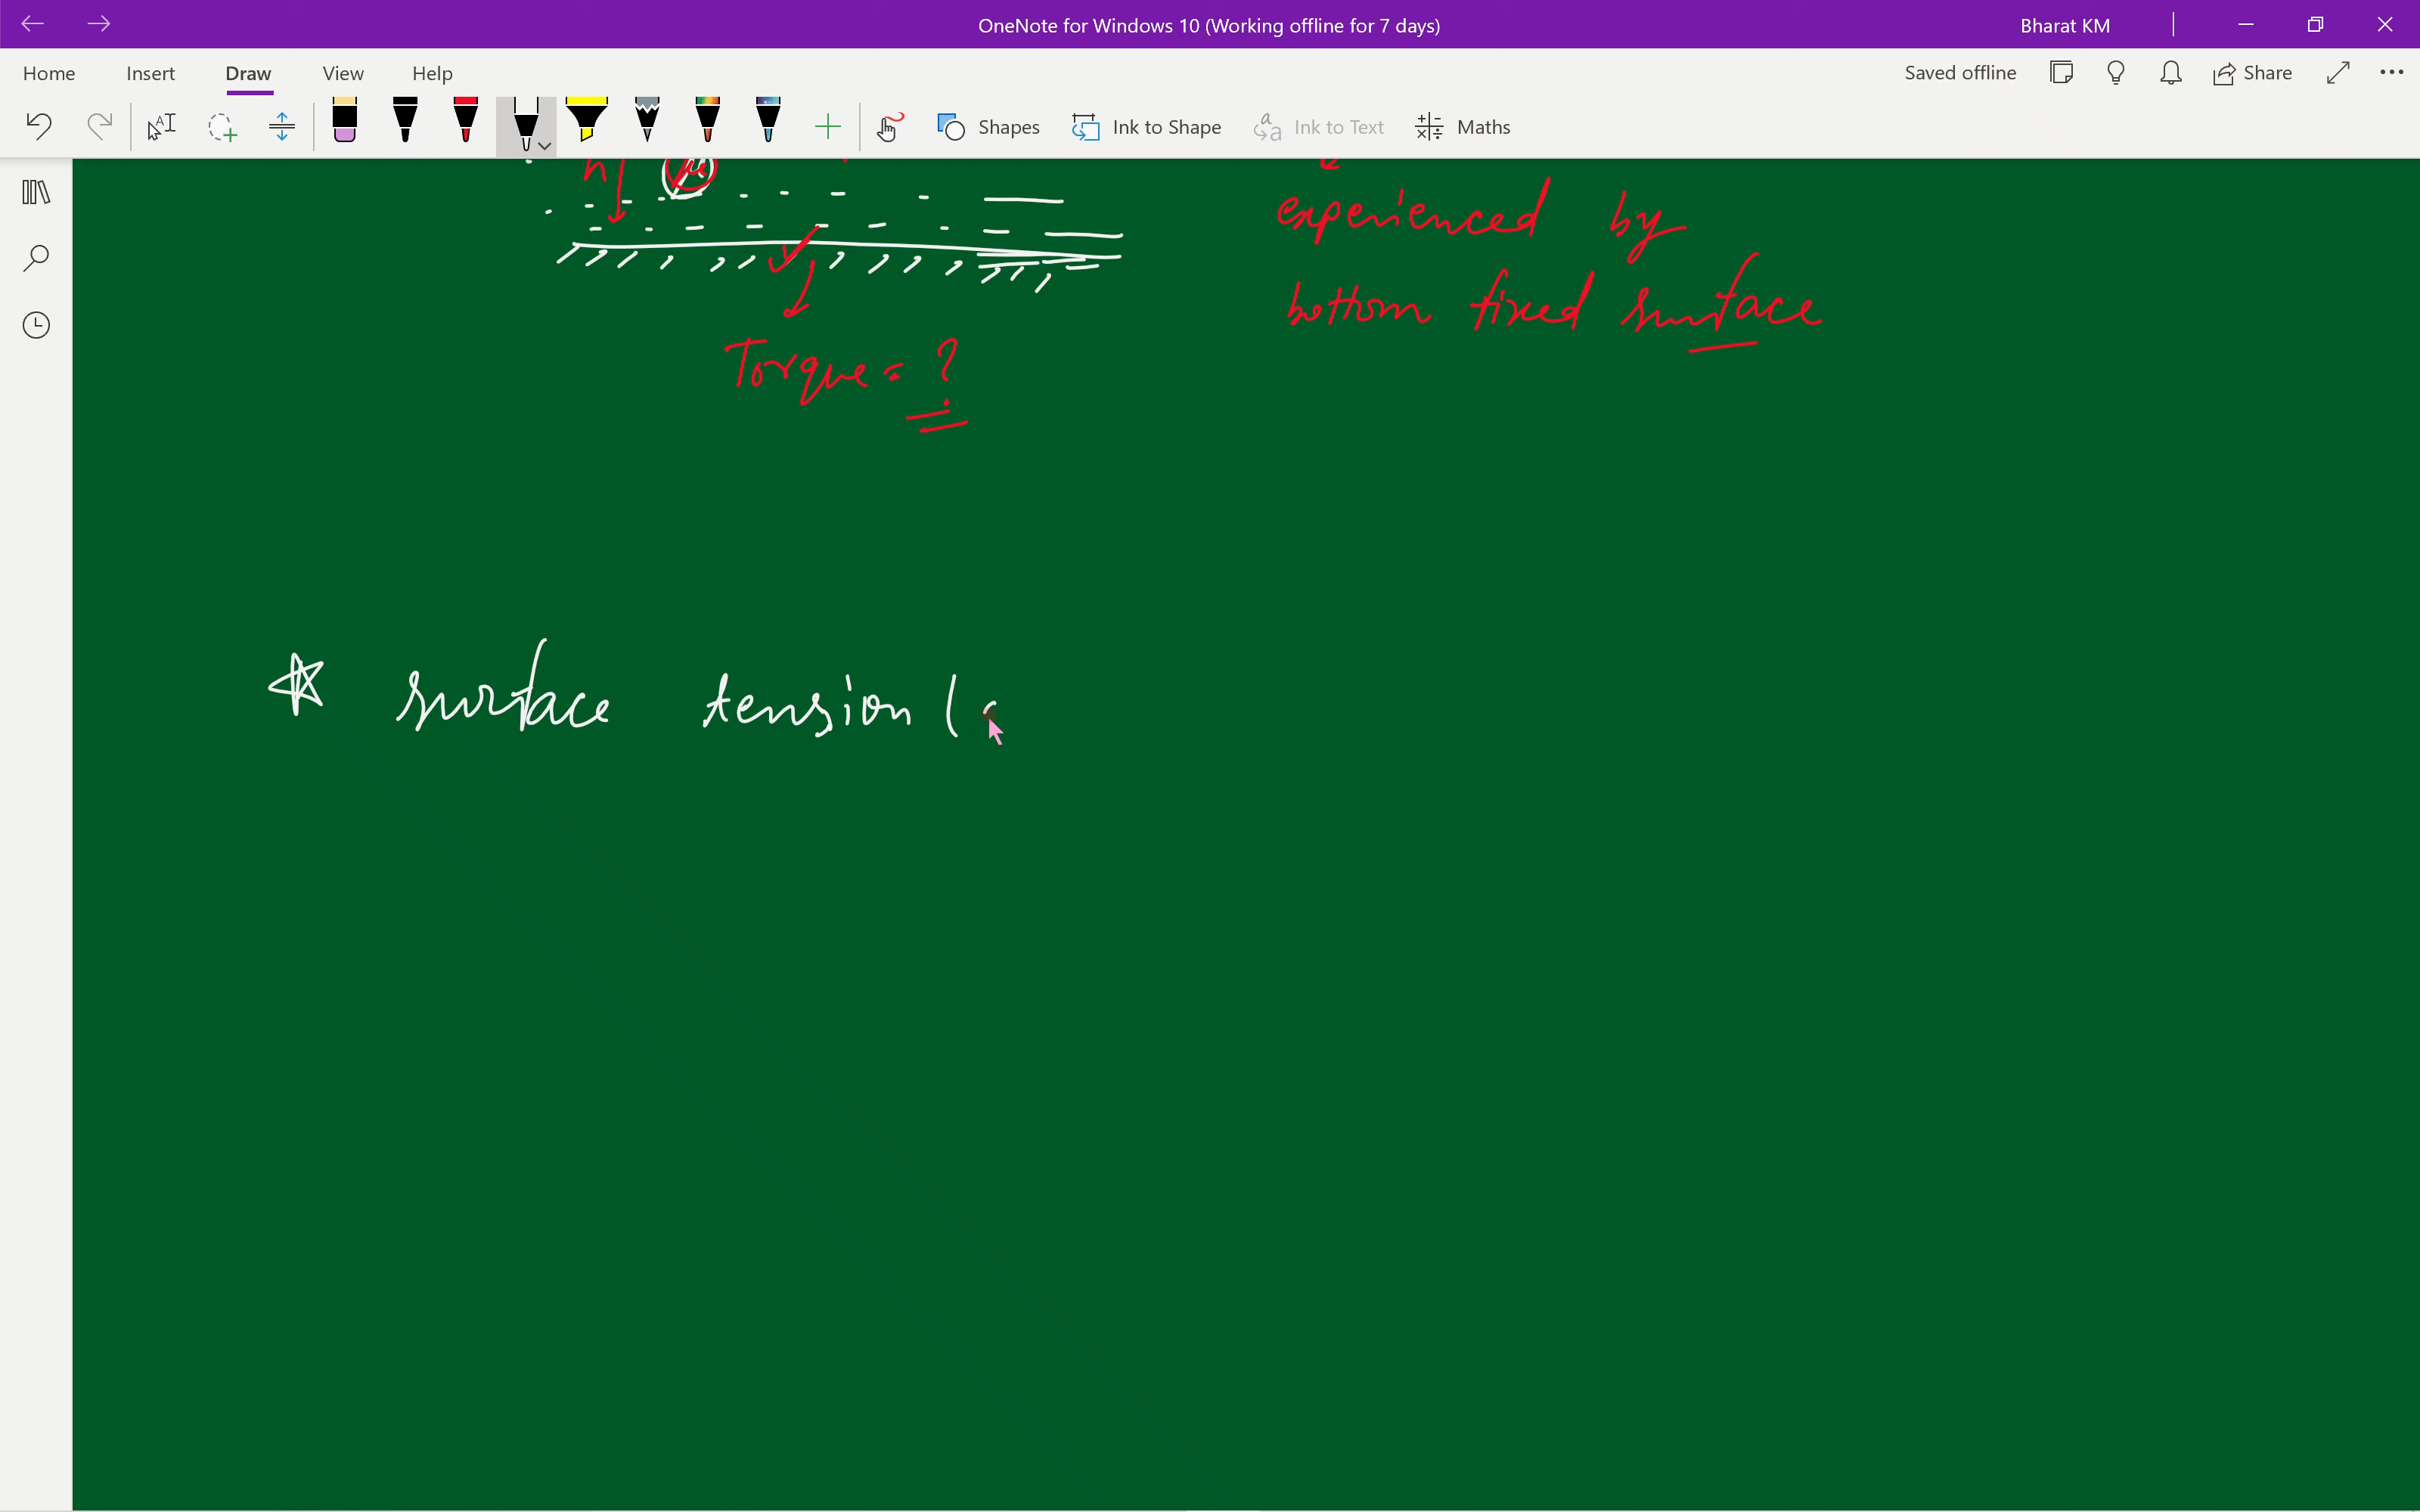 OneNote for Windows 10 (Working offline for 7 days)
Bharat KM
Home Insert Draw View Help
Saved offline
Share
Shapes
Ink to Shape
Ink to Text
Maths
h μ
experienced by
bottom fixed surface
Torque = ?
surface tension (